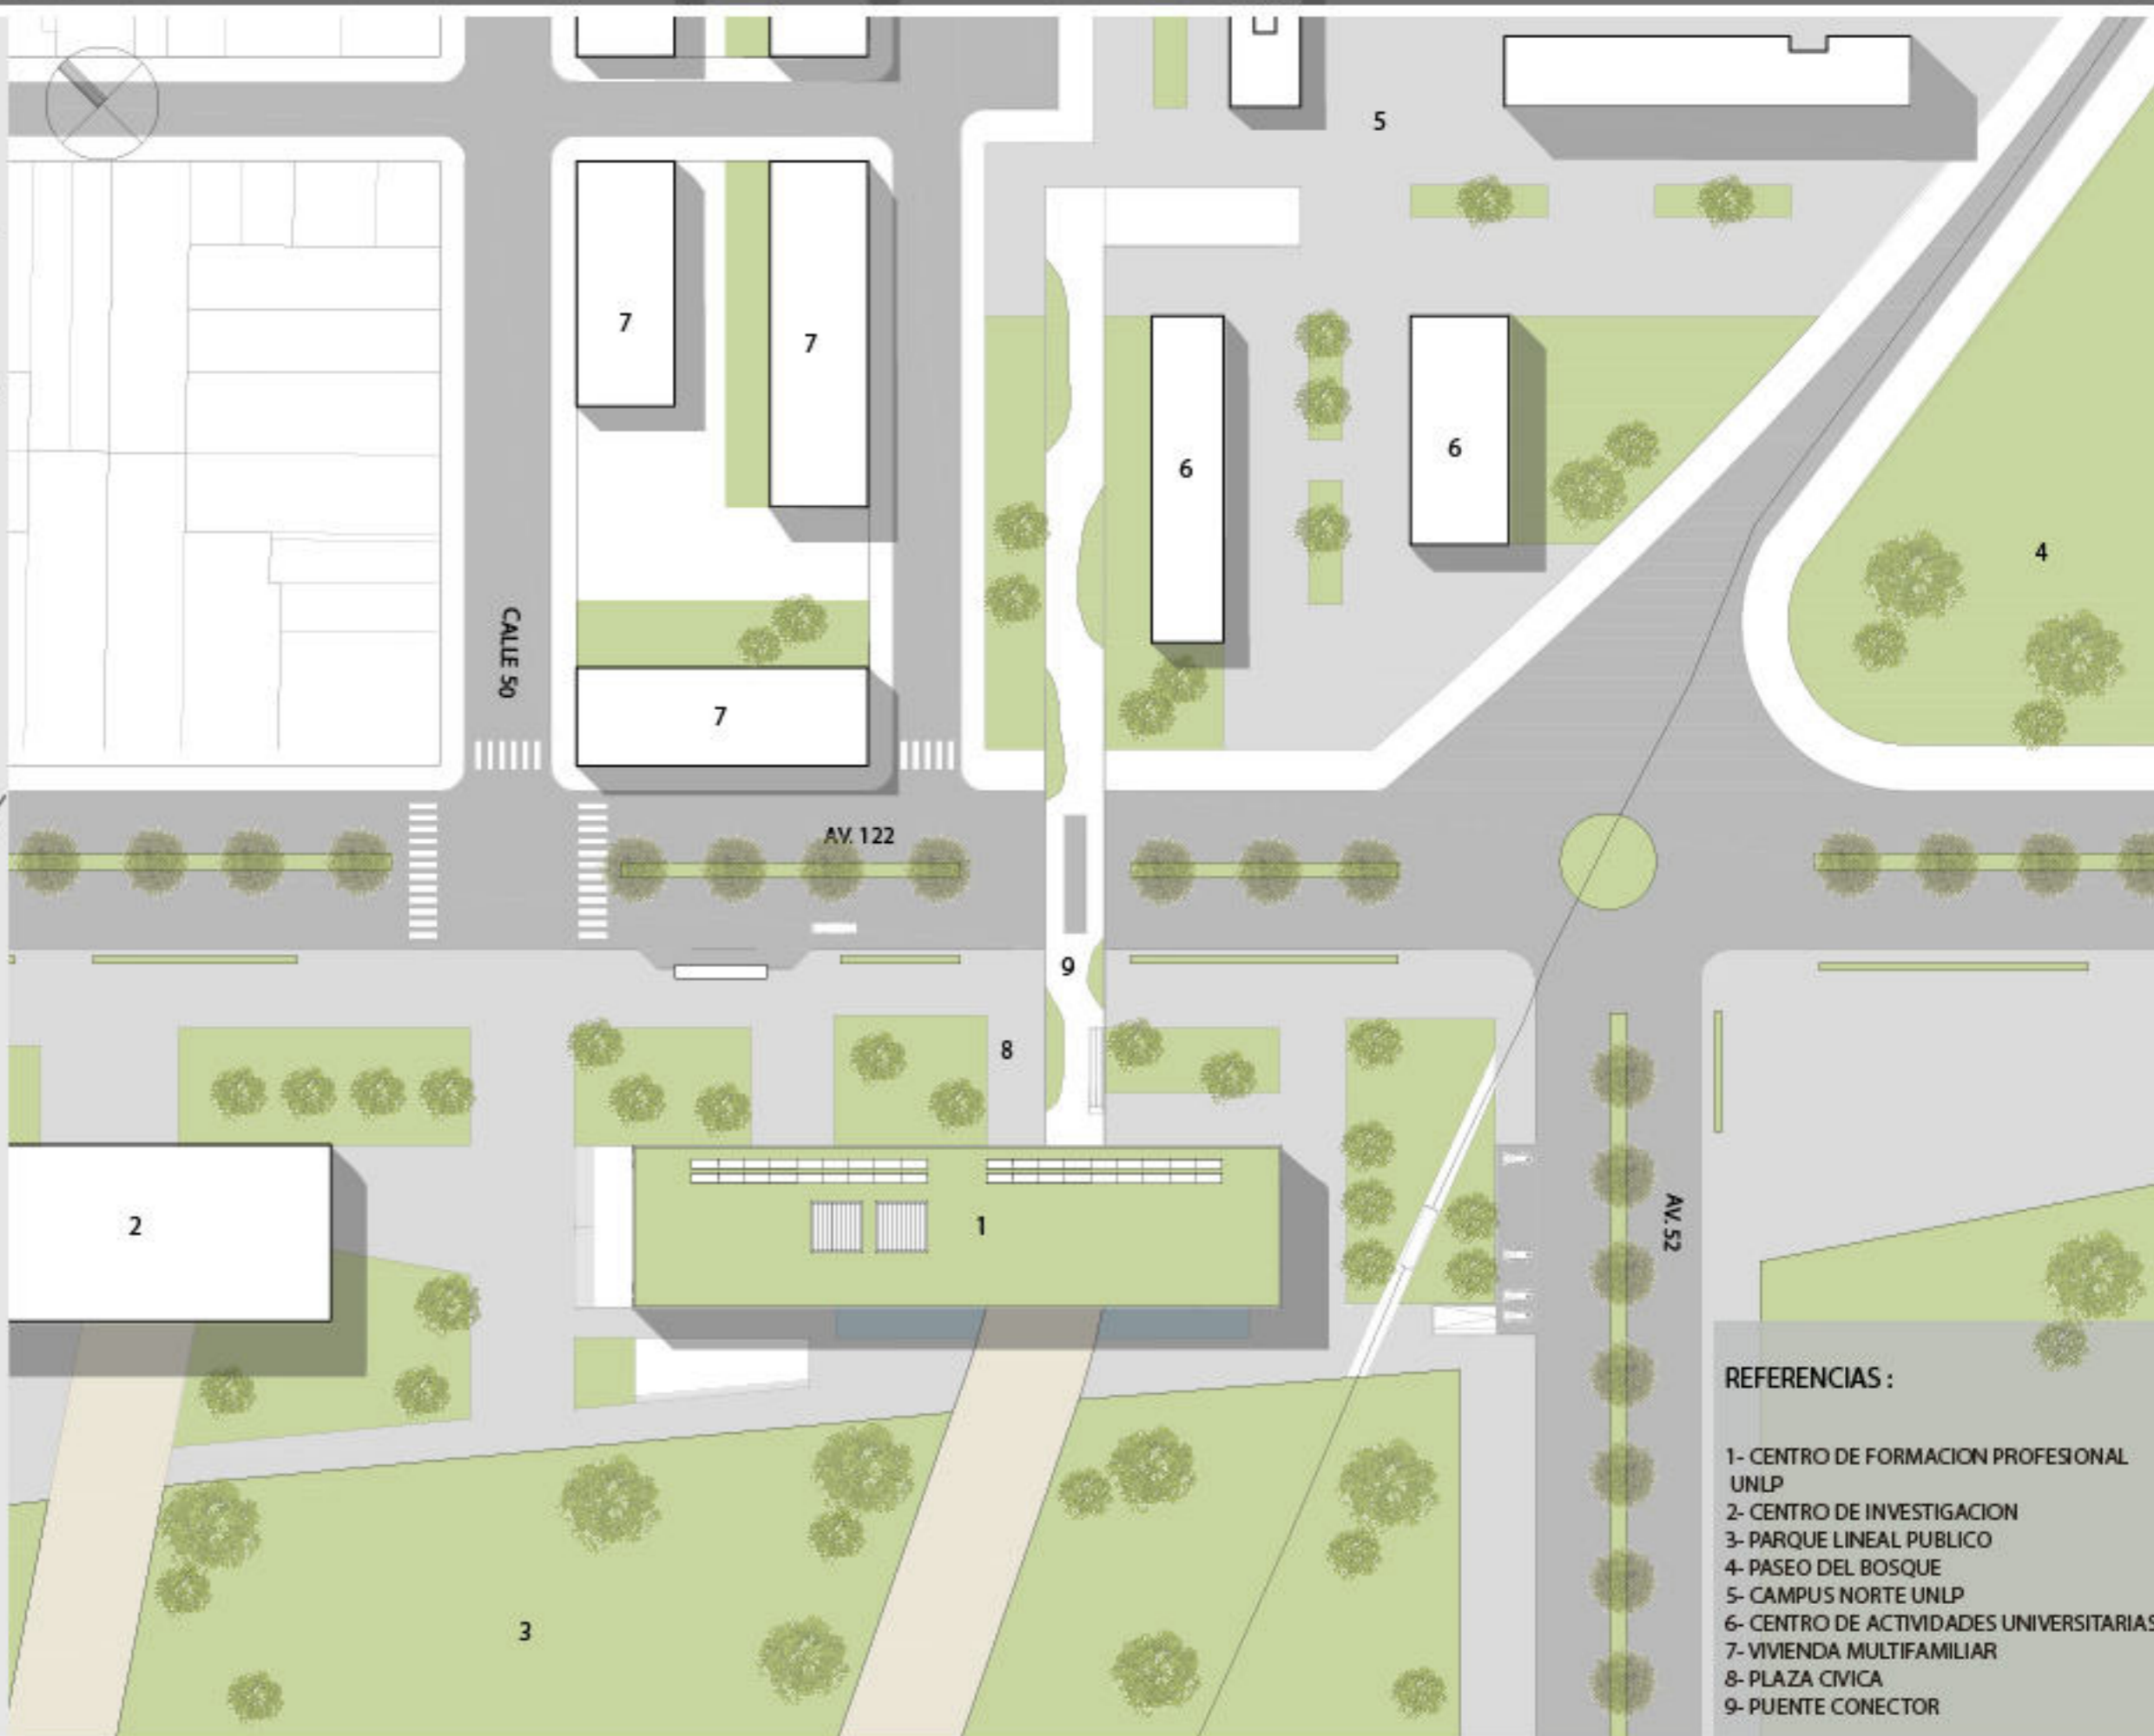 5
7
7
6
6
4
CALLE 50
7
AV. 122
9
8
2
1
AV. 52
3
REFERENCIAS :
1- CENTRO DE FORMACION PROFESIONAL
UNLP
2- CENTRO DE INVESTIGACION
3- PARQUE LINEAL PUBLICO
4- PASEO DEL BOSQUE
5- CAMPUS NORTE UNLP
6- CENTRO DE ACTIVIDADES UNIVERSITARIAS
7- VIVIENDA MULTIFAMILIAR
8- PLAZA CIVICA
9- PUENTE CONECTOR